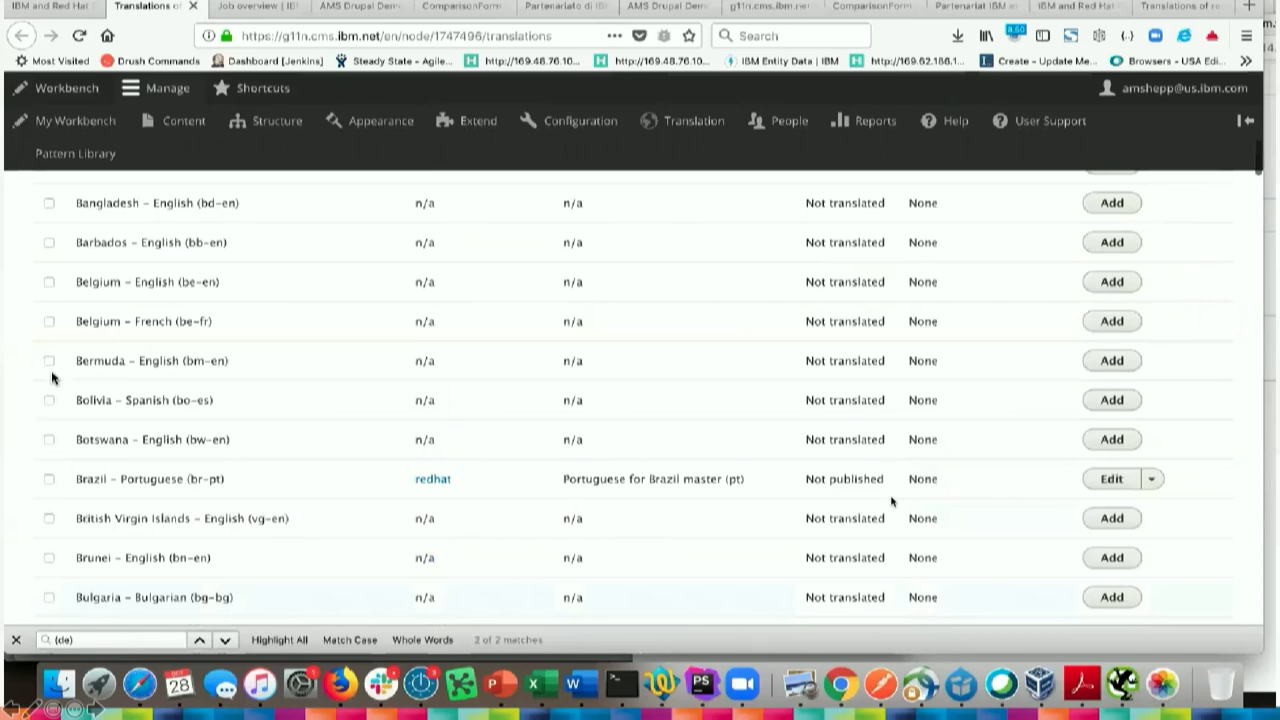 IBM and Red Hat
Translations of
Job overview | IBM
AMS Drupal Dem
ComparisonForm
Partenariato di IB
AMS Drupal Dem
g11n.cms.ibm.ne
ComparisonForm
Partenariat IBM e
IBM and Red Hat
Translations of re
https://g11n.cms.ibm.net/en/node/1747496/translations
Search
Most Visited
Drush Commands
Dashboard [Jenkins]
Steady State - Agile...
http://169.48.76.10...
http://169.48.76.10...
IBM Entity Data | IBM
http://169.62.186.1...
Create - Update Me...
Browsers - USA Edi...
Workbench
Manage
Shortcuts
amshepp@us.ibm.com
My Workbench
Content
Structure
Appearance
Extend
Configuration
Translation
People
Reports
Help
User Support
Pattern Library
Bangladesh - English (bd-en) n/a n/a Not translated None Add
Barbados - English (bb-en) n/a n/a Not translated None Add
Belgium - English (be-en) n/a n/a Not translated None Add
Belgium - French (be-fr) n/a n/a Not translated None Add
Bermuda - English (bm-en) n/a n/a Not translated None Add
Bolivia - Spanish (bo-es) n/a n/a Not translated None Add
Botswana - English (bw-en) n/a n/a Not translated None Add
Brazil - Portuguese (br-pt) redhat Portuguese for Brazil master (pt) Not published None Edit
British Virgin Islands - English (vg-en) n/a n/a Not translated None Add
Brunei - English (bn-en) n/a n/a Not translated None Add
Bulgaria - Bulgarian (bg-bg) n/a n/a Not translated None Add
(de)
Highlight All
Match Case
Whole Words
2 of 2 matches
OCT
28
PS